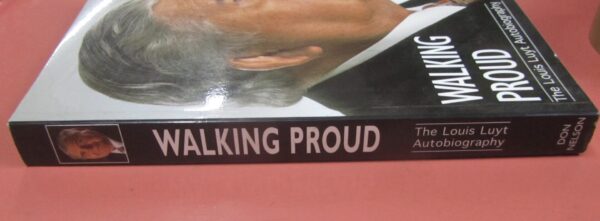 WALKING
PROUD
The Louis Luyt Autobiography
WALKING PROUD
The Louis Luyt
Autobiography
DON
NELSON